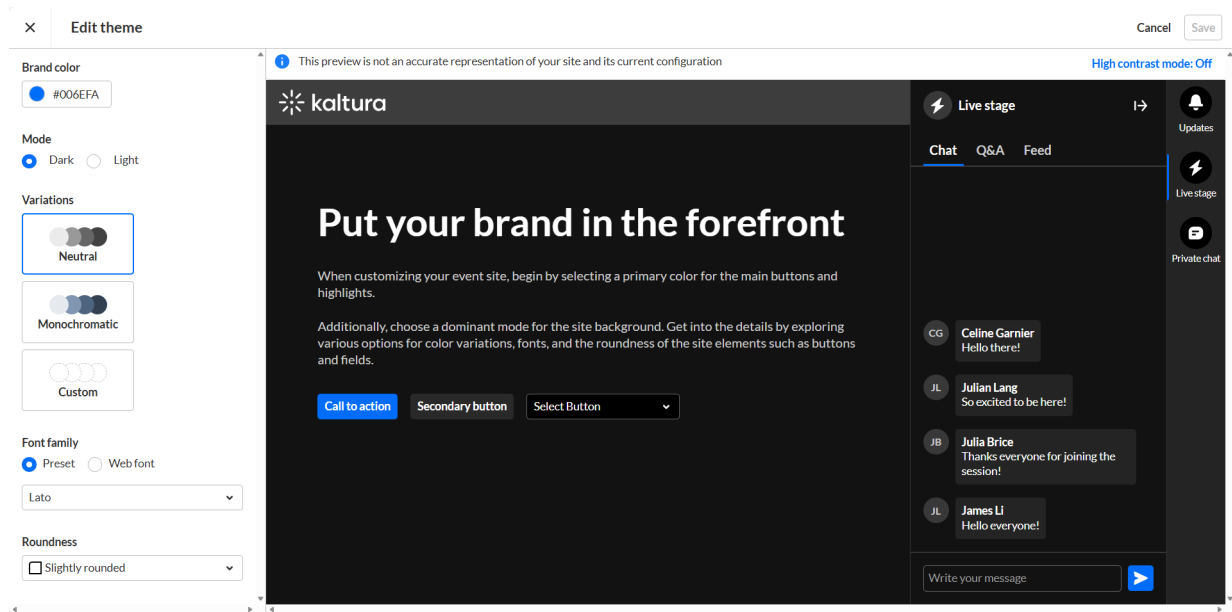 Edit theme
Cancel
Save
Brand color
#006EFA
Mode
Dark
Light
Variations
Neutral
Monochromatic
Custom
Font family
Preset
Web font
Lato
Roundness
Slightly rounded
This preview is not an accurate representation of your site and its current configuration
High contrast mode: Off
kaltura
Put your brand in the forefront
When customizing your event site, begin by selecting a primary color for the main buttons and
highlights.
Additionally, choose a dominant mode for the site background. Get into the details by exploring
various options for color variations, fonts, and the roundness of the site elements such as buttons
and fields.
Call to action
Secondary button
Select Button
Live stage
Chat
Q&A
Feed
CG
Celine Garnier
Hello there!
JL
Julian Lang
So excited to be here!
JB
Julia Brice
Thanks everyone for joining the
session!
JL
James Li
Hello everyone!
Write your message
Updates
Live stage
Private chat